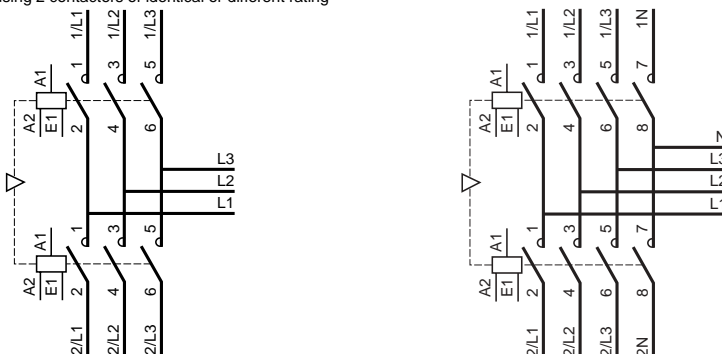 using 2 contactors of identical or different rating
1/L1 1/L2 1/L3
1/L1 1/L2 1/L3 1N
A1 1 3 5
A1 1 3 5 7
A2 E1 2 4 6
A2 E1 2 4 6 8
N
L3
L3
L2
L2
L1
L1
A1 1 3 5
A1 1 3 5 7
A2 E1 2 4 6
A2 E1 2 4 6 8
2/L1 2/L2 2/L3
2/L1 2/L2 2/L3 2N